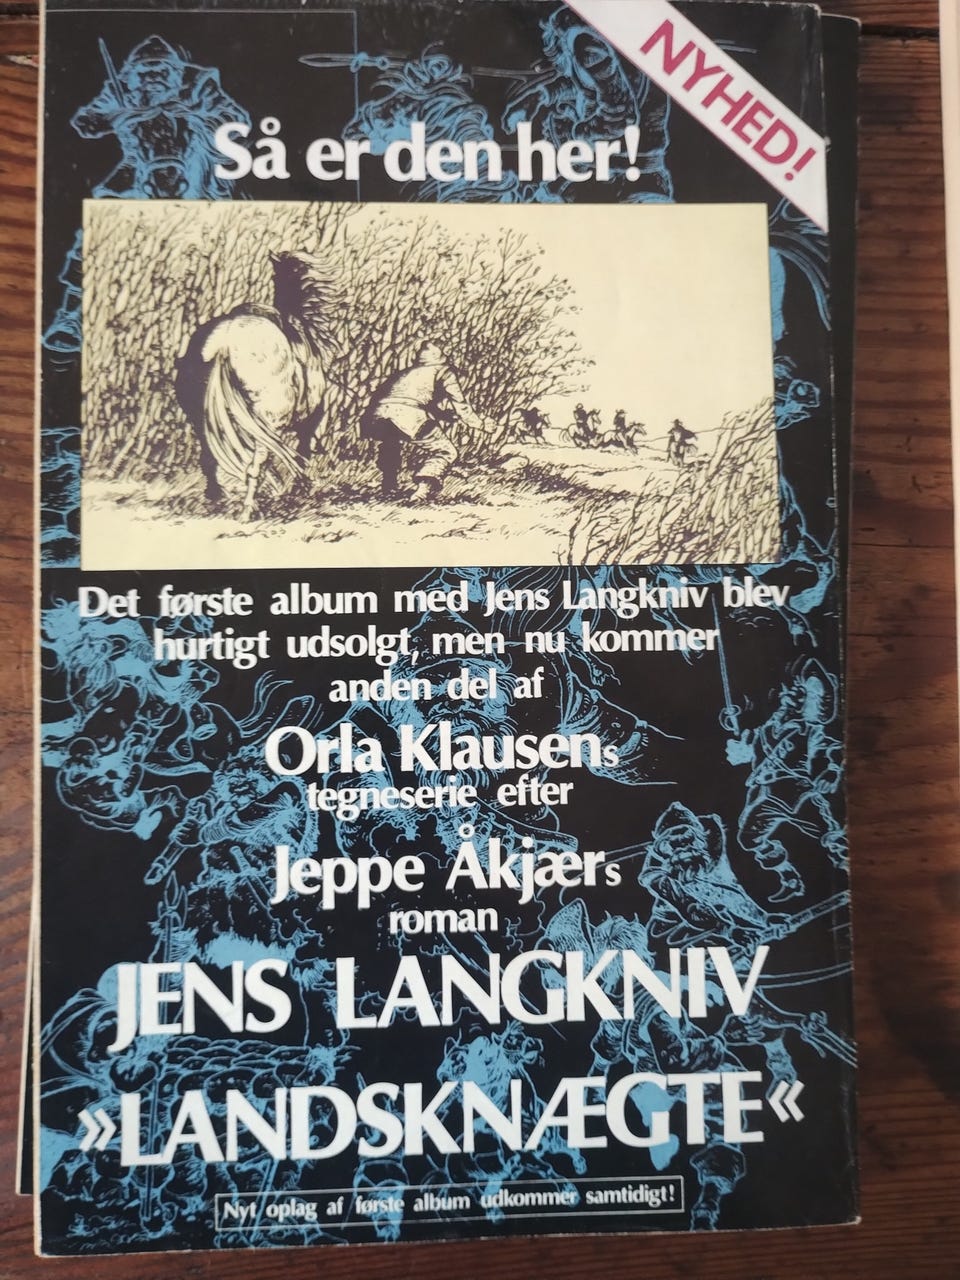 NYHED!
Så er den her!
Det første album med Jens Langkniv blev
hurtigt udsolgt, men nu kommer
anden del af
Orla Klausens
tegneserie efter
Jeppe Åkjærs
roman
JENS LANGKNIV
»LANDSKNÆGTE«
Nyt oplag af første album udkommer samtidigt!